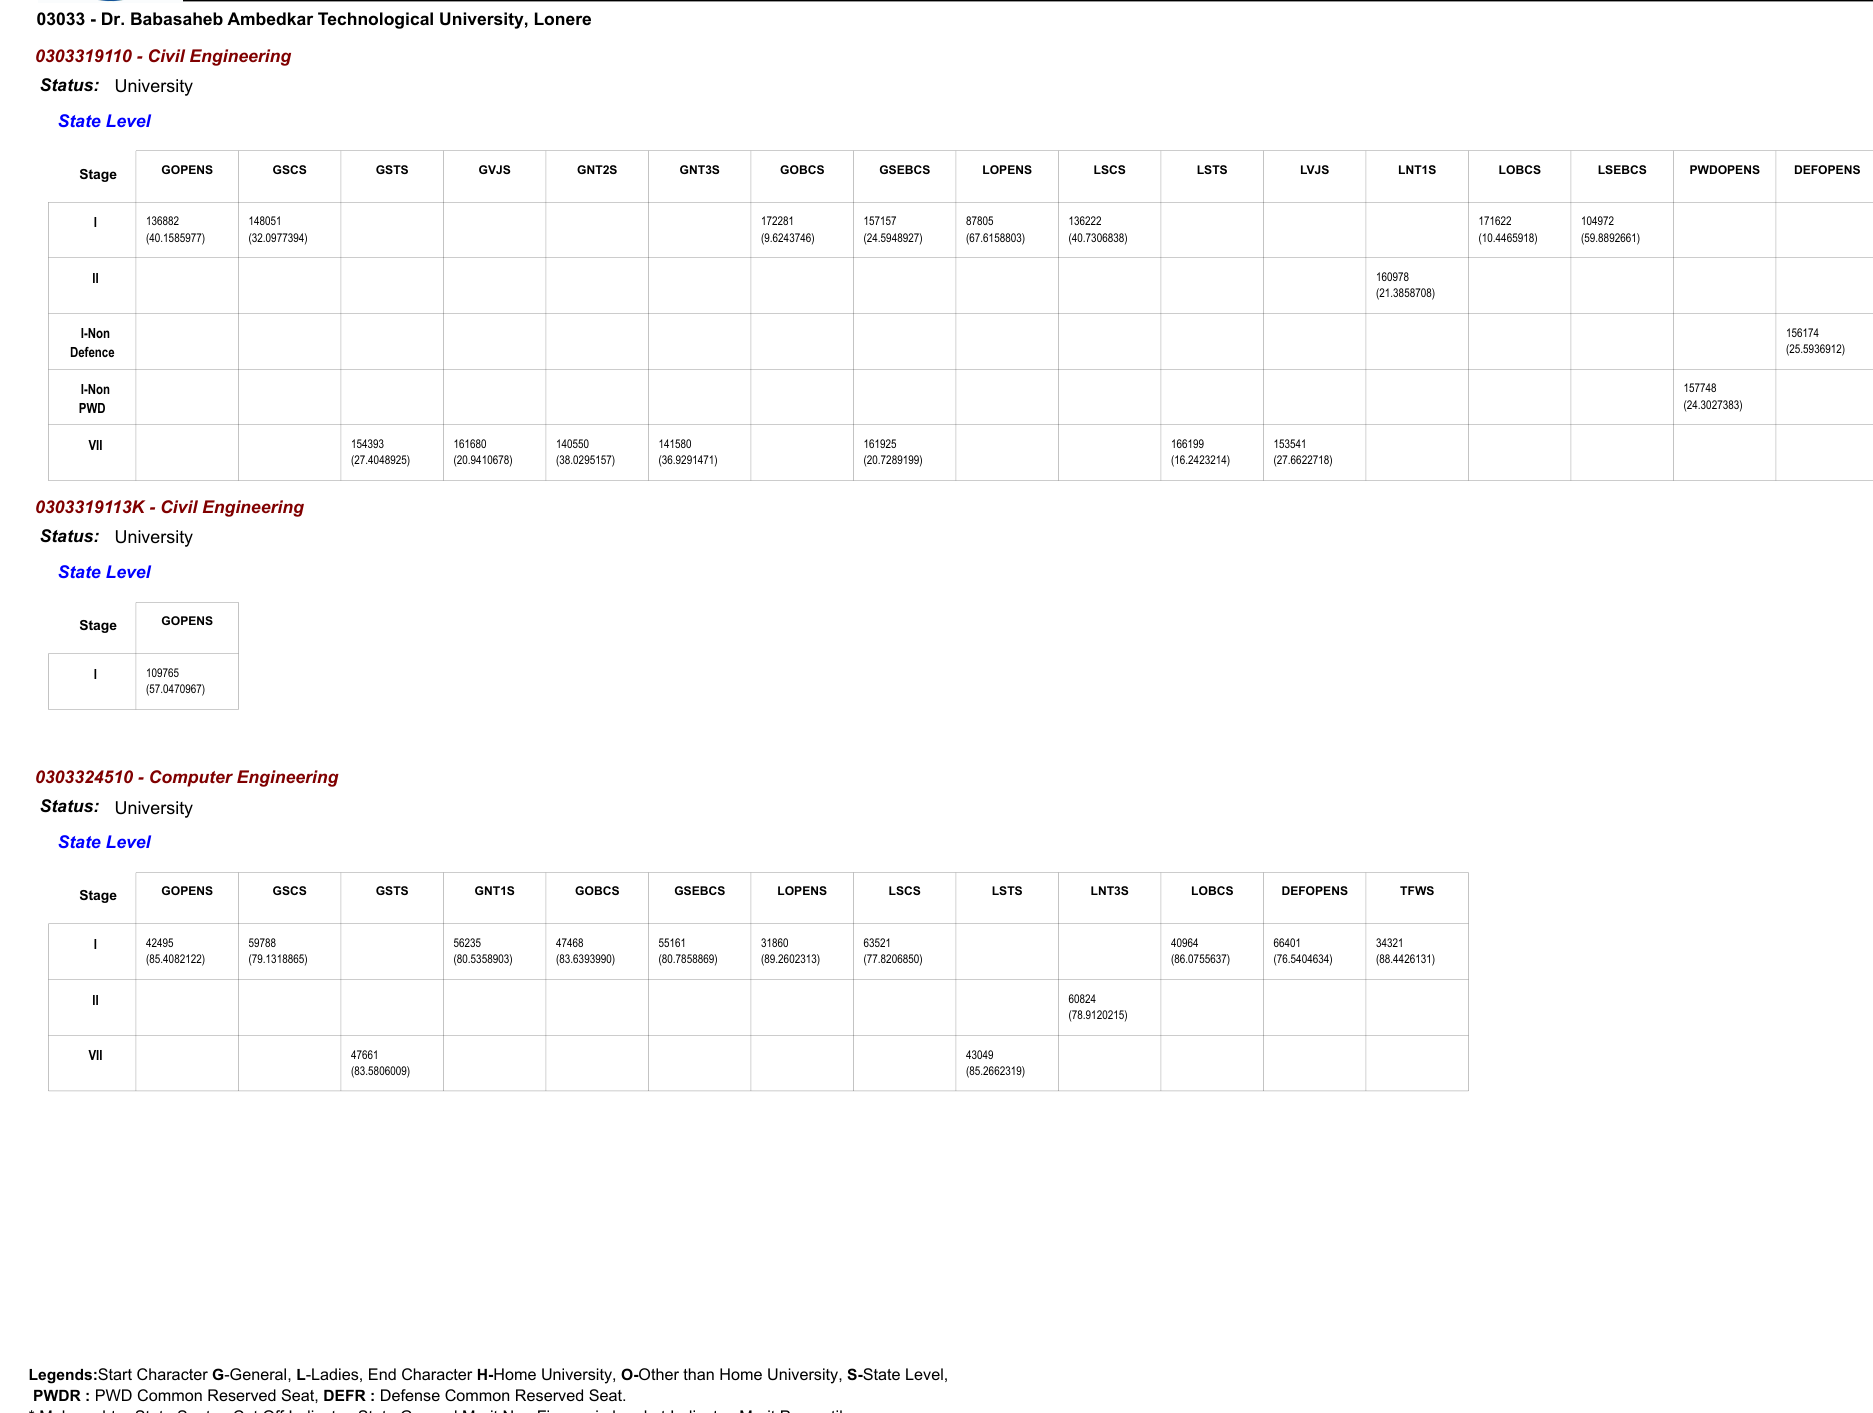 03033 - Dr. Babasaheb Ambedkar Technological University, Lonere
0303319110 - Civil Engineering
Status: University
State Level
Stage GOPENS GSCS GSTS GVJS GNT2S GNT3S GOBCS GSEBCS LOPENS LSCS LSTS LVJS LNT1S LOBCS LSEBCS PWDOPENS DEFOPENS
I 136882 148051 172281 157157 87805 136222 171622 104972
(40.1585977) (32.0977394) (9.6243746) (24.5948927) (67.6158803) (40.7306838) (10.4465918) (59.8892661)
II 160978
(21.3858708)
I-Non 156174
Defence (25.5936912)
I-Non 157748
PWD (24.3027383)
VII 154393 161680 140550 141580 161925 166199 153541
(27.4048925) (20.9410678) (38.0295157) (36.9291471) (20.7289199) (16.2423214) (27.6622718)
0303319113K - Civil Engineering
Status: University
State Level
Stage GOPENS
I 109765
(57.0470967)
0303324510 - Computer Engineering
Status: University
State Level
Stage GOPENS GSCS GSTS GNT1S GOBCS GSEBCS LOPENS LSCS LSTS LNT3S LOBCS DEFOPENS TFWS
I 42495 59788 56235 47468 55161 31860 63521 40964 66401 34321
(85.4082122) (79.1318865) (80.5358903) (83.6393990) (80.7858869) (89.2602313) (77.8206850) (86.0755637) (76.5404634) (88.4426131)
II 60824
(78.9120215)
VII 47661 43049
(83.5806009) (85.2662319)
Legends:Start Character G-General, L-Ladies, End Character H-Home University, O-Other than Home University, S-State Level,
PWDR : PWD Common Reserved Seat, DEFR : Defense Common Reserved Seat.